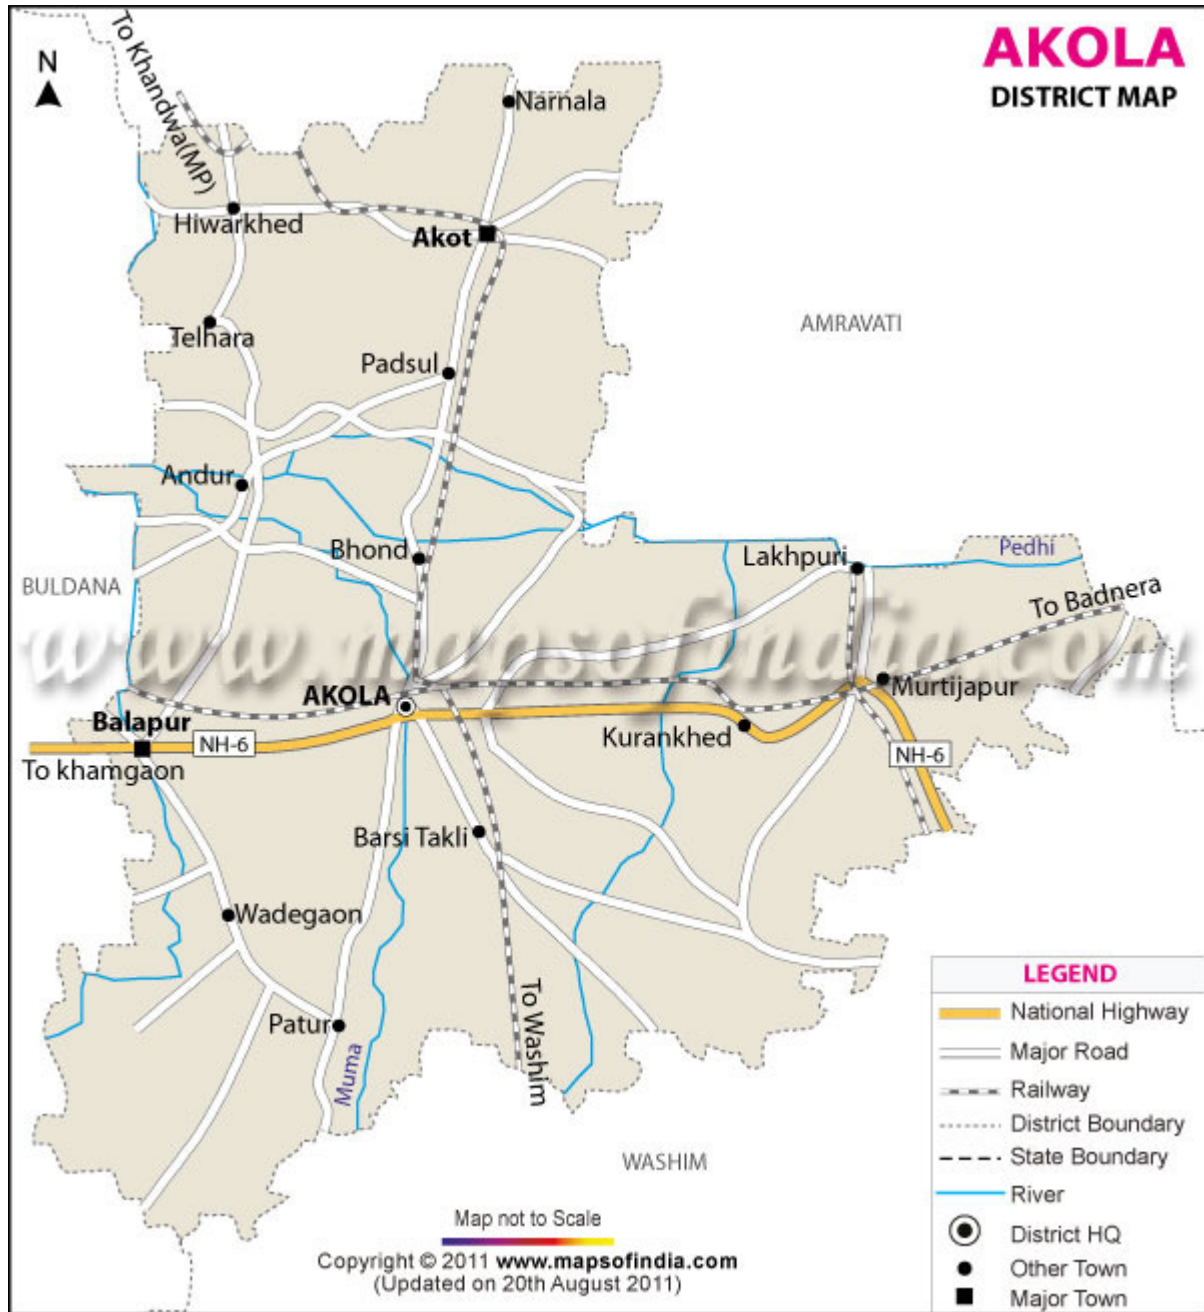 AKOLA
DISTRICT MAP
N
To Khandwa(MP)
Narnala
Hiwarkhed
Akot
AMRAVATI
Telhara
Padsul
Andur
Bhond
Lakhpuri
Pedhi
BULDANA
To Badnera
www.mapsofindia.com
AKOLA
Murtijapur
Balapur
NH-6
Kurankhed
NH-6
To khamgaon
Barsi Takli
Wadegaon
To Washim
Patur
Muma
WASHIM
LEGEND
National Highway
Major Road
Railway
District Boundary
State Boundary
River
District HQ
Other Town
Major Town
Map not to Scale
Copyright © 2011 www.mapsofindia.com
(Updated on 20th August 2011)